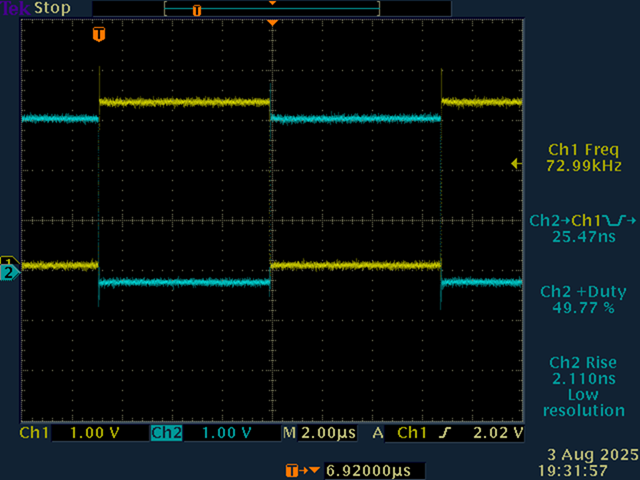 Tek Stop
T
T
Ch1 Freq
72.99kHz
Ch2→Ch1
25.47ns
1
2
Ch2 +Duty
49.77 %
Ch2 Rise
2.110ns
Low
resolution
Ch1 1.00 V Ch2 1.00 V M 2.00µs A Ch1 2.02 V
3 Aug 2025
19:31:57
T→▼ 6.92000µs